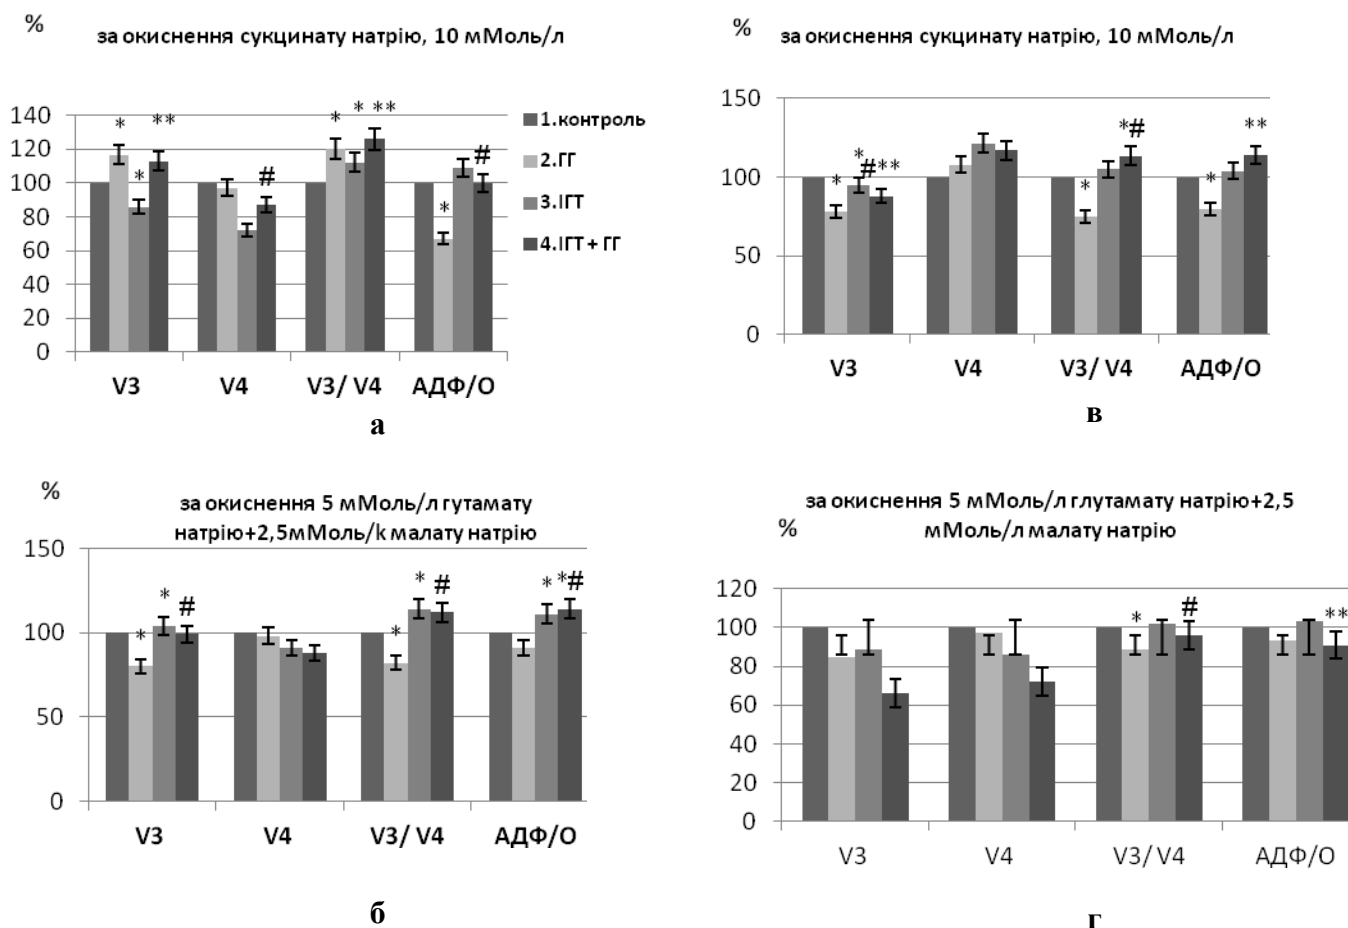 %
за окиснення сукцинату натрію, 10 мМоль/л
140
120
100
80
60
40
20
0
* * ** # * * ** * #
V3 V4 V3/ V4 АДФ/О
1.контроль
2.ГГ
3.ІГТ
4.ІГТ + ГГ
а
%
за окиснення сукцинату натрію, 10 мМоль/л
150
100
50
0
* * # ** * *# * **
V3 V4 V3/ V4 АДФ/О
в
%
за окиснення 5 мМоль/л гутамату
натрію+2,5мМоль/k малату натрію
150
100
50
0
* * # * * # * *#
V3 V4 V3/ V4 АДФ/О
б
за окиснення 5 мМоль/л глутамату натрію+2,5
мМоль/л малату натрію
%
120
100
80
60
40
20
0
* # **
V3 V4 V3/ V4 АДФ/О
г